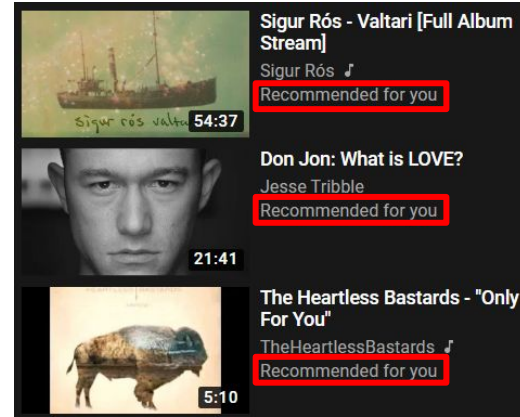 Sigur Rós - Valtari [Full Album
Stream]
Sigur Rós
Recommended for you
sigur rós valta
54:37
Don Jon: What is LOVE?
Jesse Tribble
Recommended for you
21:41
The Heartless Bastards - "Only
For You"
TheHeartlessBastards
Recommended for you
5:10